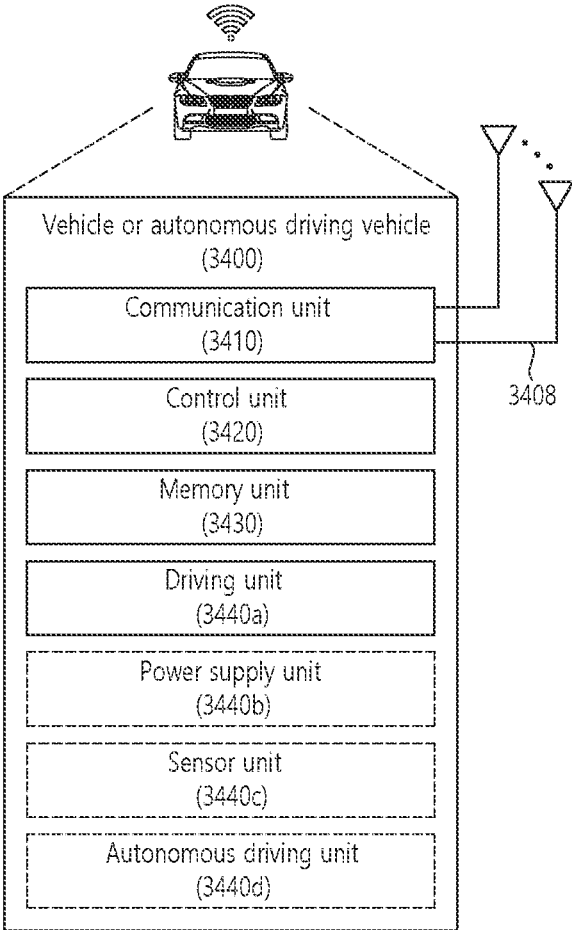 Vehicle or autonomous driving vehicle
(3400)
Communication unit
(3410)
3408
Control unit
(3420)
Memory unit
(3430)
Driving unit
(3440a)
Power supply unit
(3440b)
Sensor unit
(3440c)
Autonomous driving unit
(3440d)